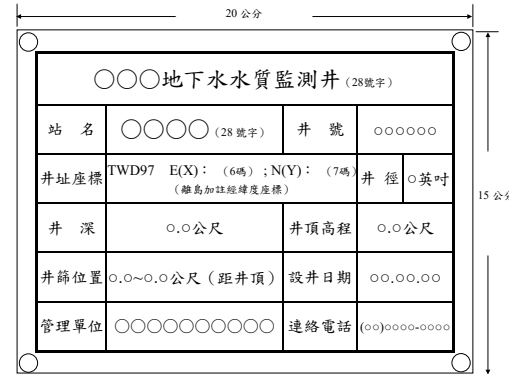 20 公分
○○○地下水水質監測井(28號字)
站 名 ○○○○(28 號字) 井 號 ○○○○○○
井址座標 TWD97 E(X): (6碼) ; N(Y): (7碼) 井 徑 ○英吋
(離島加註經緯度座標)
15 公分
井 深 ○.○公尺 井頂高程 ○.○公尺
井篩位置 ○.○~○.○公尺(距井頂) 設井日期 ○○.○○.○○
管理單位 ○○○○○○○○○○ 連絡電話 (○○)○○○○-○○○○